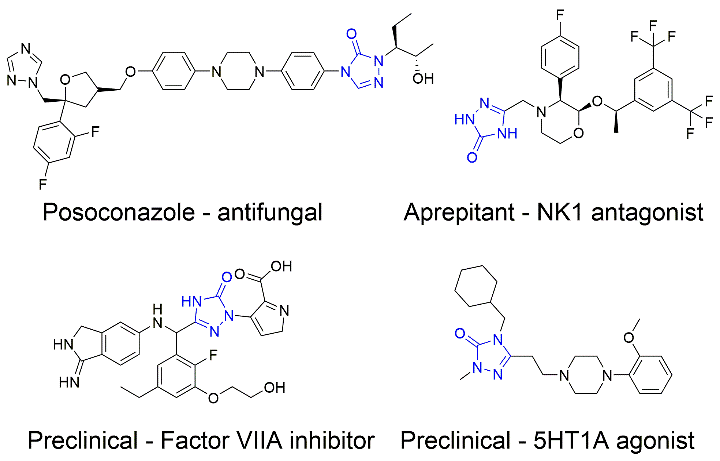 Posoconazole - antifungal
Aprepitant - NK1 antagonist
Preclinical - Factor VIIA inhibitor
Preclinical - 5HT1A agonist